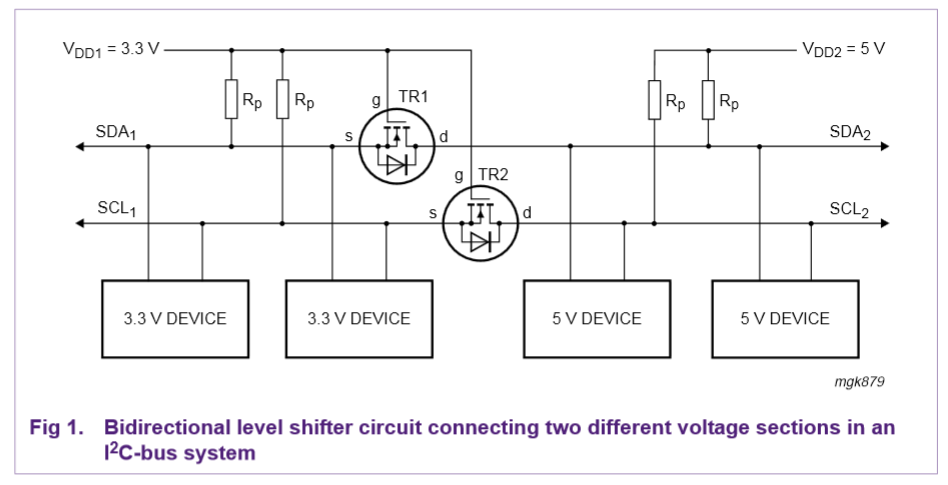 VDD1 = 3.3 V
VDD2 = 5 V
Rp
Rp
g
TR1
Rp
Rp
SDA1
s
d
SDA2
g
TR2
SCL1
s
d
SCL2
3.3 V DEVICE
3.3 V DEVICE
5 V DEVICE
5 V DEVICE
mgk879
Fig 1. Bidirectional level shifter circuit connecting two different voltage sections in an
I2C-bus system